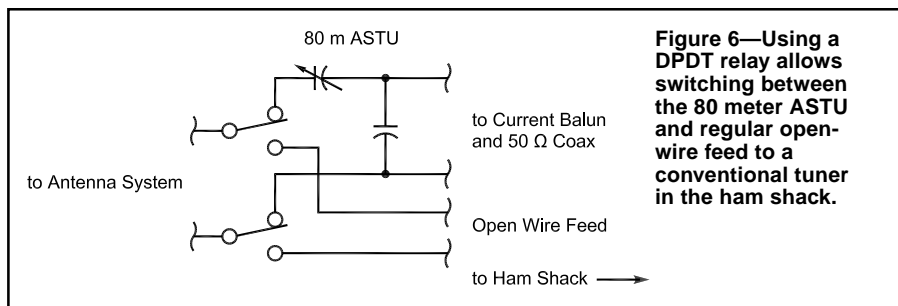 80 m ASTU
to Current Balun
and 50 Ω Coax
to Antenna System
Open Wire Feed
to Ham Shack
Figure 6—Using a
DPDT relay allows
switching between
the 80 meter ASTU
and regular open-
wire feed to a
conventional tuner
in the ham shack.